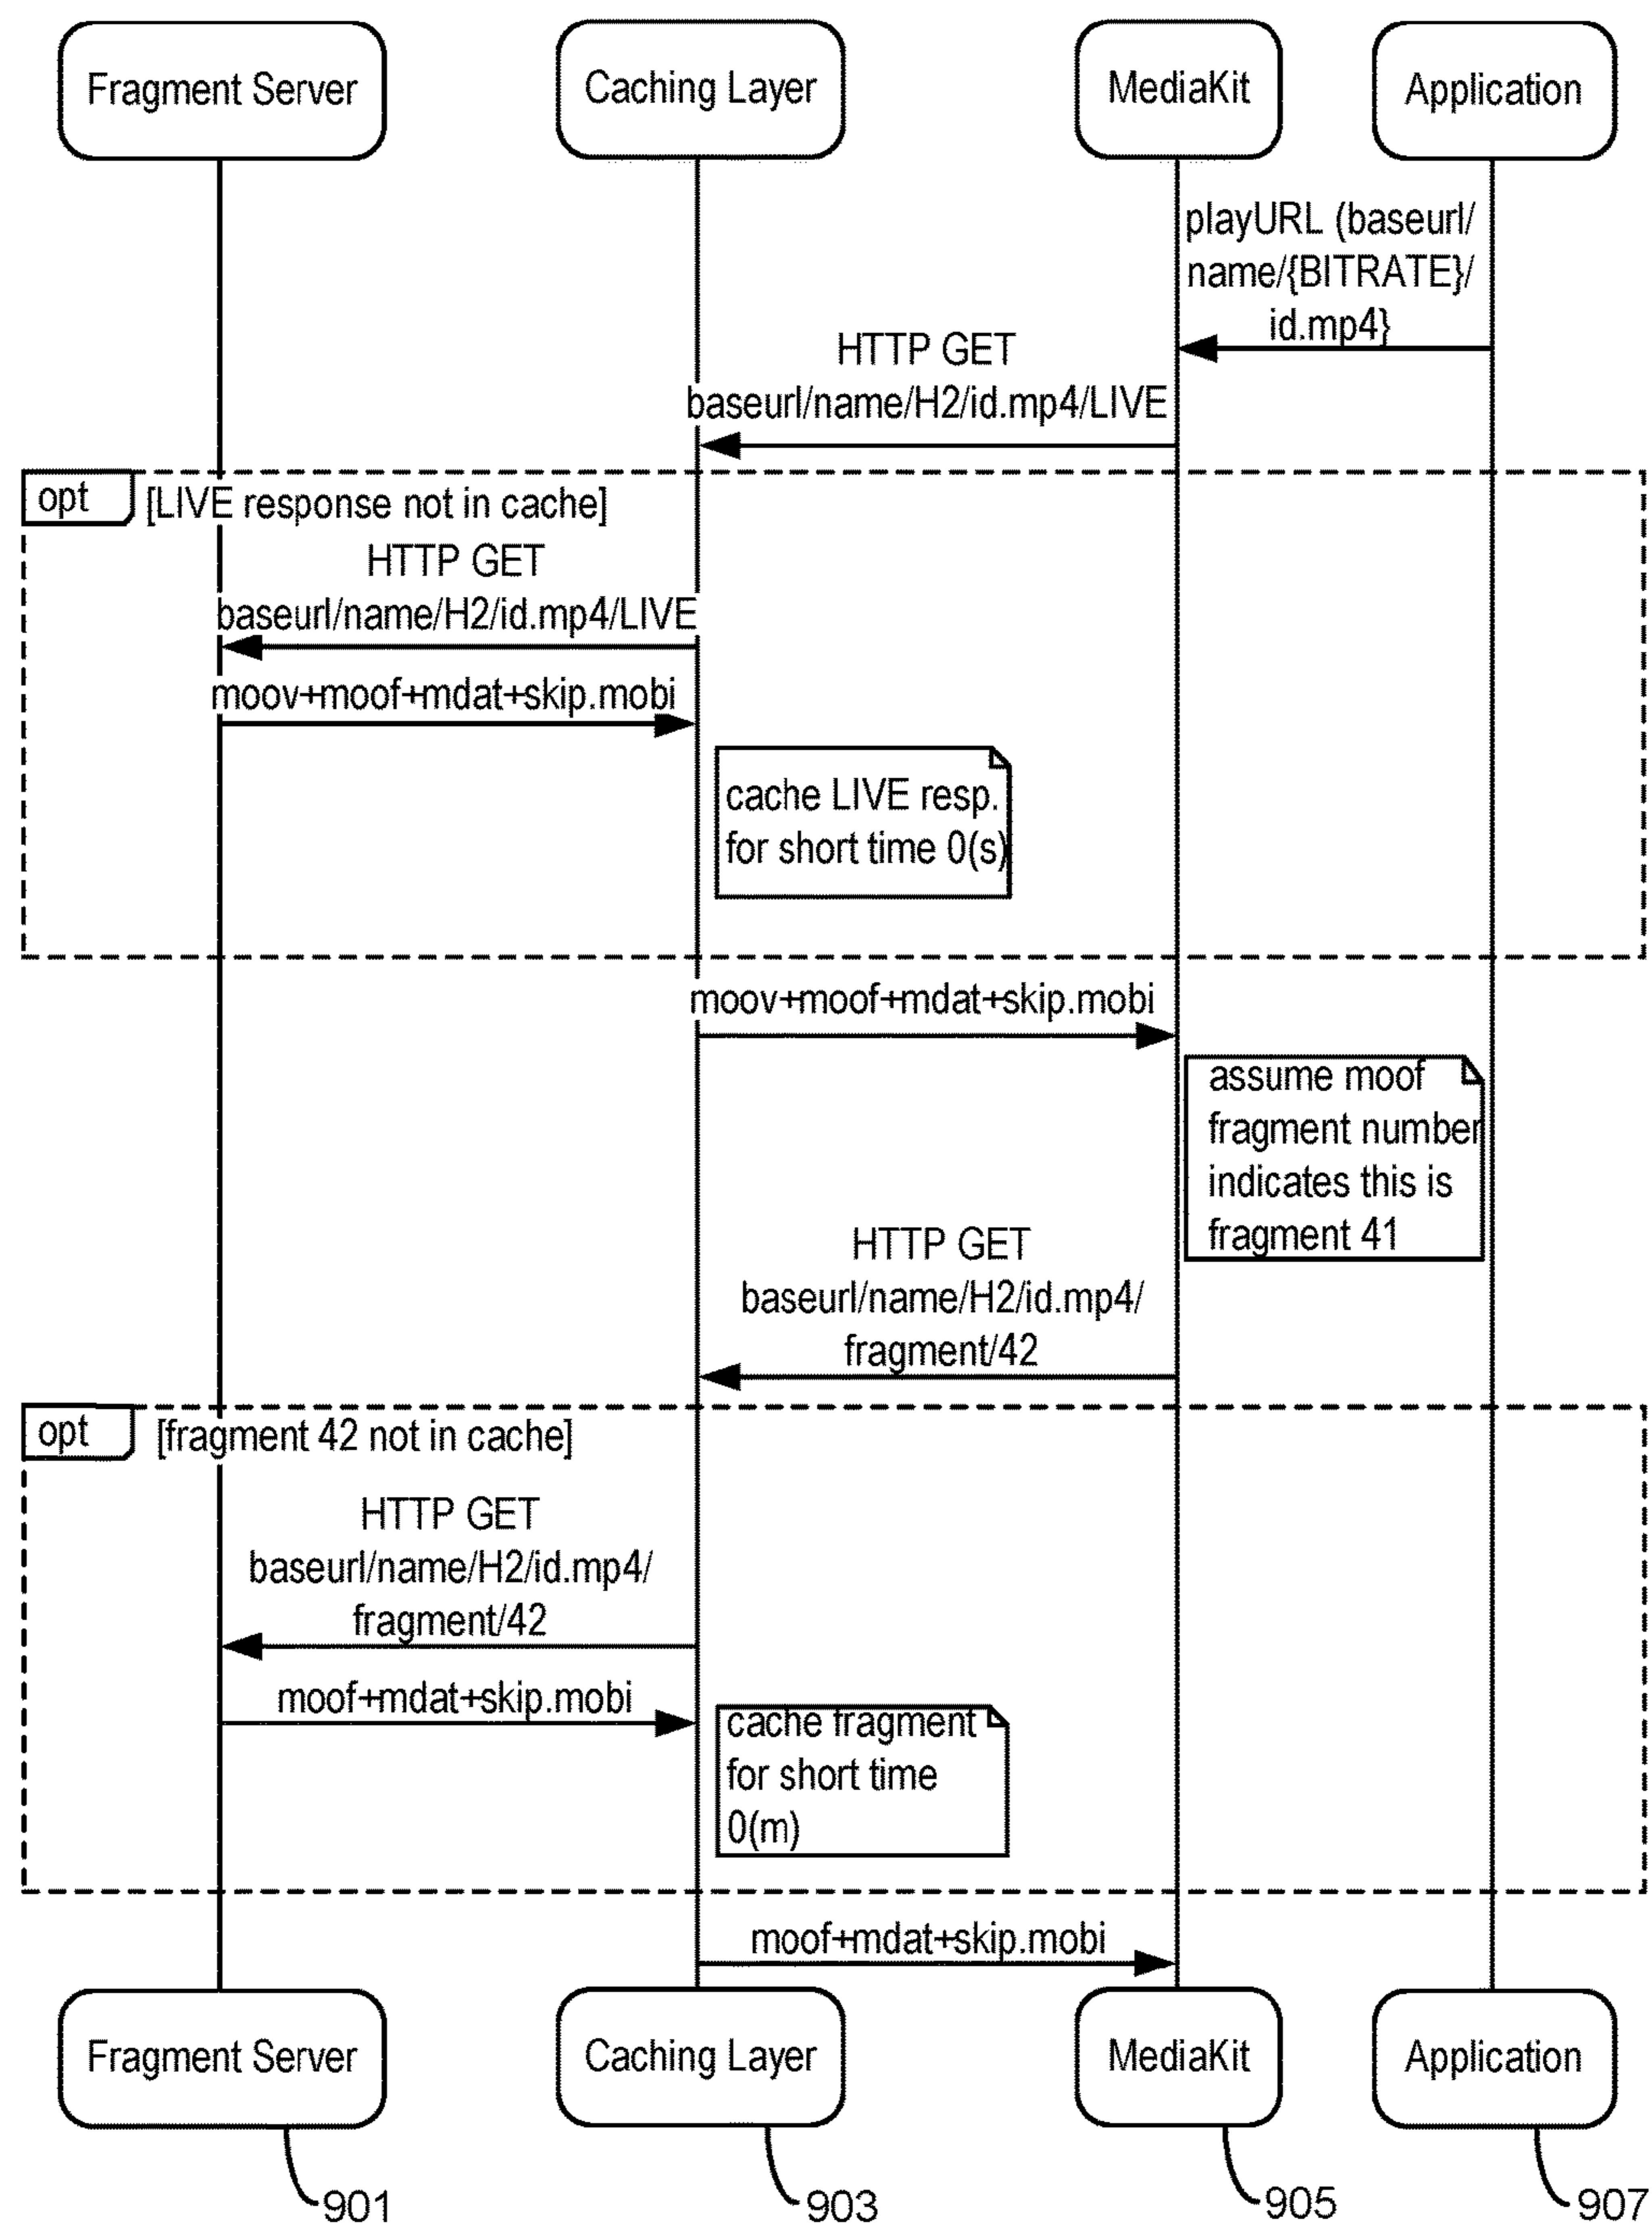 Fragment Server
Caching Layer
MediaKit
Application
playURL (baseurl/
name/{BITRATE}/
id.mp4}
HTTP GET
baseurl/name/H2/id.mp4/LIVE
opt
[LIVE response not in cache]
HTTP GET
baseurl/name/H2/id.mp4/LIVE
moov+moof+mdat+skip.mobi
cache LIVE resp.
for short time 0(s)
moov+moof+mdat+skip.mobi
assume moof
fragment number
indicates this is
fragment 41
HTTP GET
baseurl/name/H2/id.mp4/
fragment/42
opt
[fragment 42 not in cache]
HTTP GET
baseurl/name/H2/id.mp4/
fragment/42
moof+mdat+skip.mobi
cache fragment
for short time
0(m)
moof+mdat+skip.mobi
Fragment Server
Caching Layer
MediaKit
Application
901
903
905
907